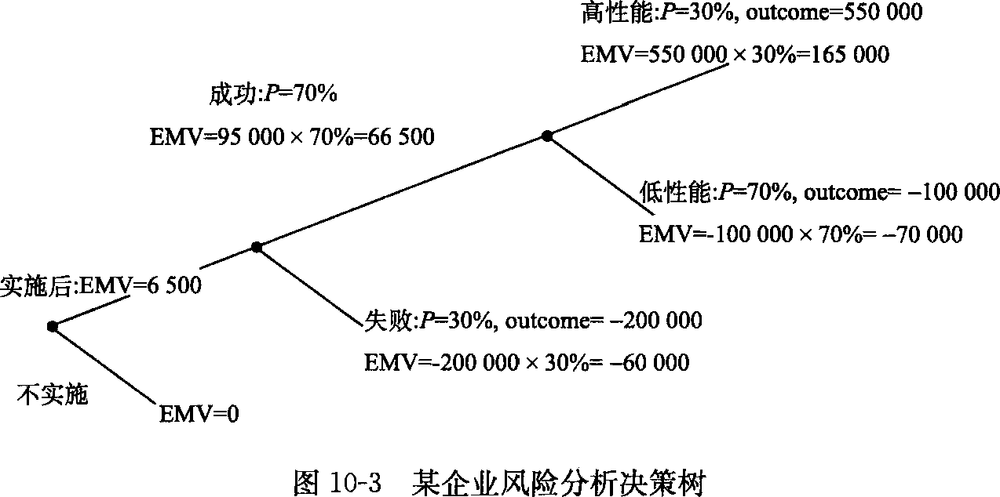 高性能:P=30%, outcome=550 000
EMV=550 000 × 30%=165 000
成功:P=70%
EMV=95 000 × 70%=66 500
低性能:P=70%, outcome= –100 000
EMV=-100 000 × 70%= –70 000
实施后:EMV=6 500
失败:P=30%, outcome= –200 000
EMV=-200 000 × 30%= –60 000
不实施
EMV=0
图 10-3 某企业风险分析决策树